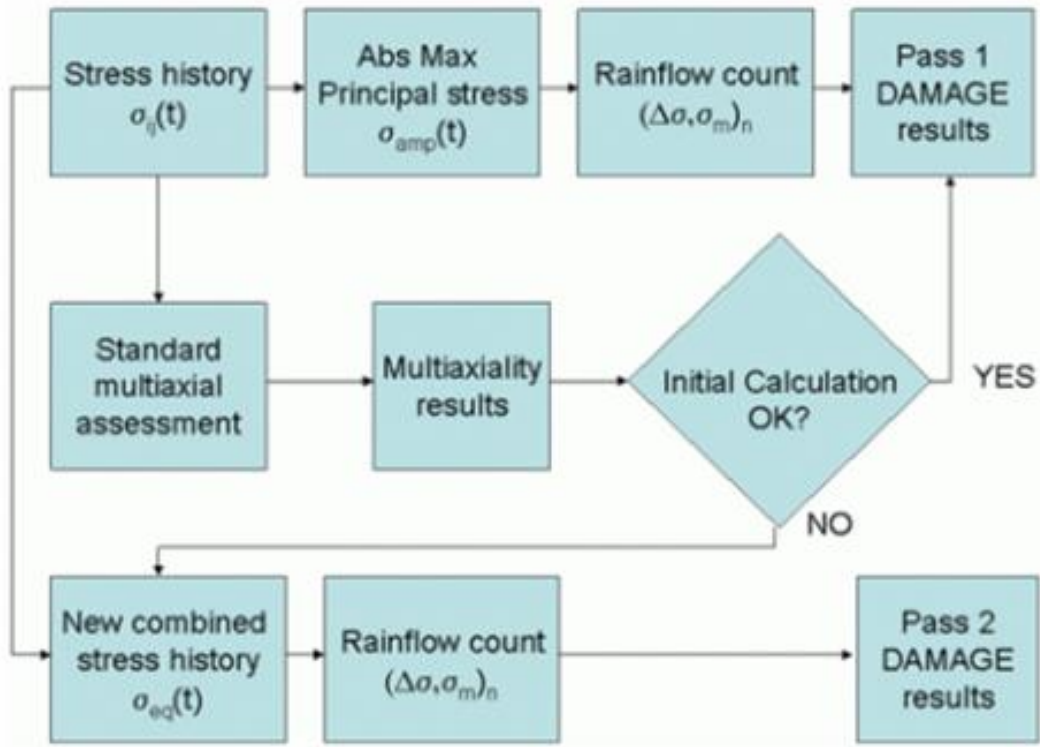 Stress history
σij(t)
Abs Max
Principal stress
σamp(t)
Rainflow count
(Δσ,σm)n
Pass 1
DAMAGE
results
Standard
multiaxial
assessment
Multiaxiality
results
Initial Calculation
OK?
YES
NO
New combined
stress history
σeq(t)
Rainflow count
(Δσ,σm)n
Pass 2
DAMAGE
results